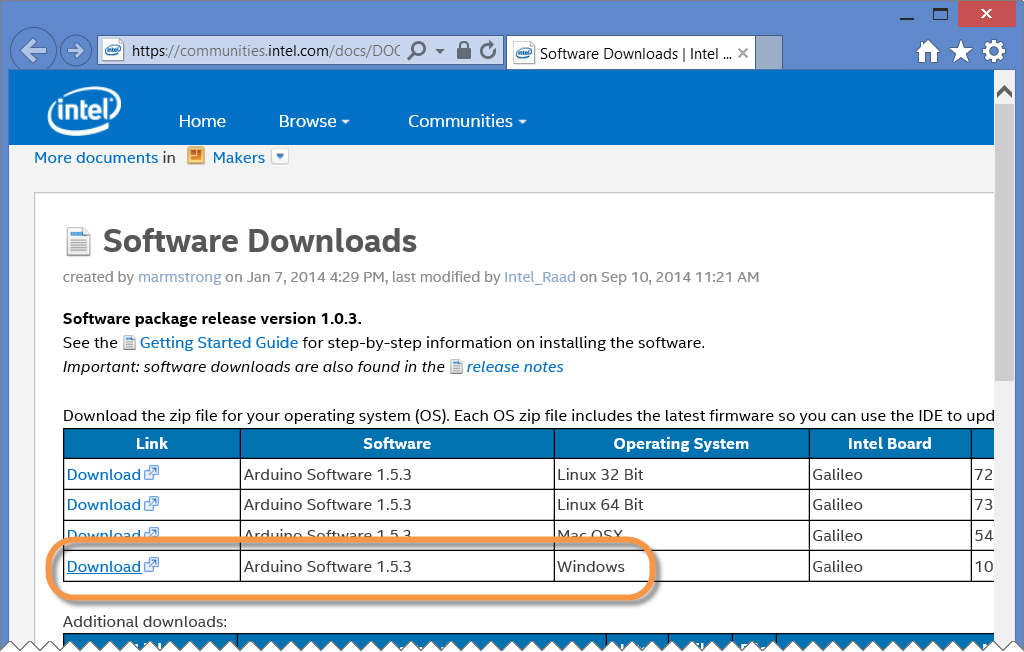 https://communities.intel.com/docs/DOC
Software Downloads | Intel ...
intel
Home Browse Communities
More documents in Makers
Software Downloads
created by marmstrong on Jan 7, 2014 4:29 PM, last modified by Intel_Raad on Sep 10, 2014 11:21 AM
Software package release version 1.0.3.
See the Getting Started Guide for step-by-step information on installing the software.
Important: software downloads are also found in the release notes
Download the zip file for your operating system (OS). Each OS zip file includes the latest firmware so you can use the IDE to upd
Link Software Operating System Intel Board
Download Arduino Software 1.5.3 Linux 32 Bit Galileo 72
Download Arduino Software 1.5.3 Linux 64 Bit Galileo 73
Download Arduino Software 1.5.3 Mac OSX Galileo 54
Download Arduino Software 1.5.3 Windows Galileo 10
Additional downloads: